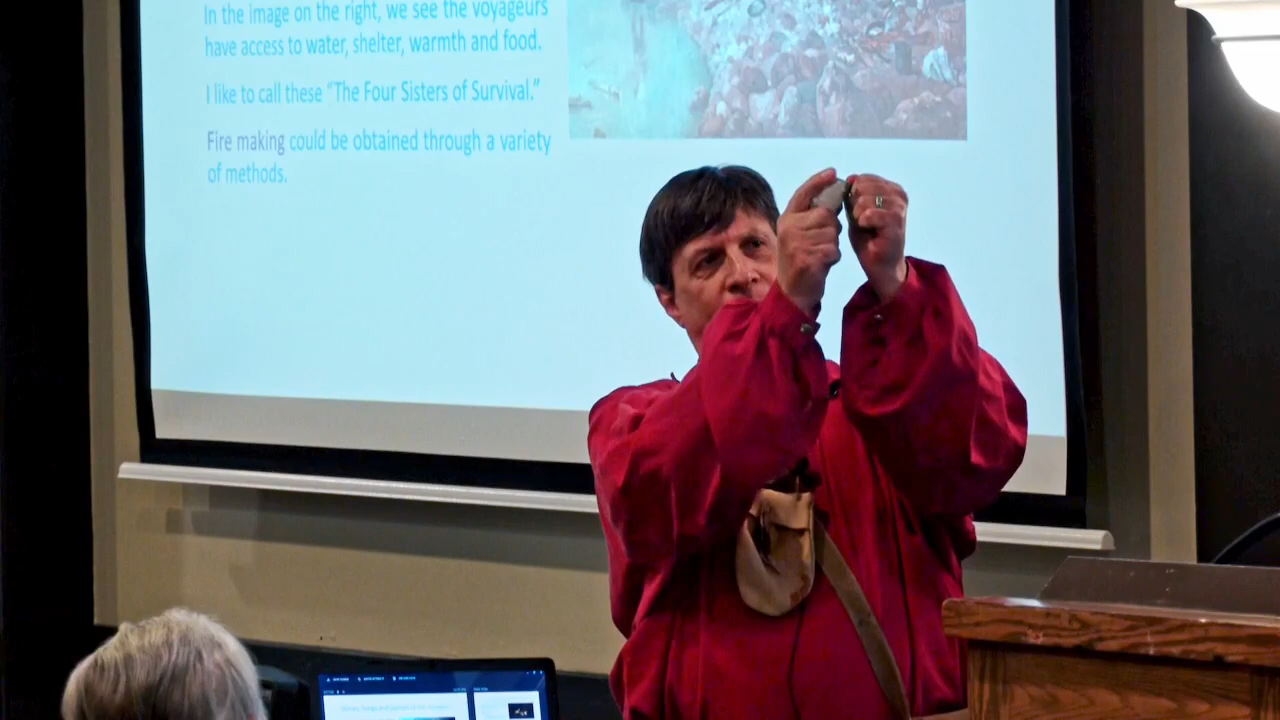 In the image on the right, we see the voyageurs
have access to water, shelter, warmth and food.
I like to call these “The Four Sisters of Survival.”
Fire making could be obtained through a variety
of methods.